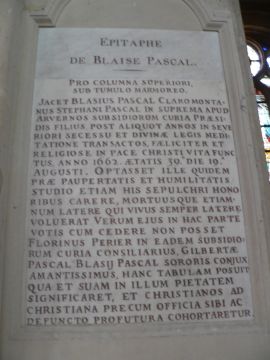 EPITAPHE
DE BLAISE PASCAL.
PRO COLUMNA SUPERIORI,
SUB TUMULO MARMOREO.
JACET BLASIUS PASCAL CLAROMONTA-
NUS STEPHANI PASCAL IN SUPREMA APUD
ARVERNOS SUBSIDIORUM CURIA PRÆSI-
DIS FILIUS POST ALIQUOT ANNOS IN SEVE-
RIORI SECESSU ET DIVINÆ LEGIS MEDI-
TATIONE TRANSACTOS, FÆLICITER ET
RELIGIOSE IN PACE CHRISTI VITA FUNC-
TUS, ANNO 1662. ÆTATIS 39.º DIE 19.ª
AUGUSTI. OPTASSET ILLE QUIDEM
PRÆ PAUPERTATIS ET HUMILITATIS
STUDIO ETIAM HIS SEPULCHRI HONO-
RIBUS CARERE, MORTUUSQUE ETIAM-
NUM LATERE QUI VIVUS SEMPER LATERE
VOLUERAT VERUM EJUS IN HAC PARTE
VOTIS CUM CEDERE NON POSSET
FLORINUS PERIER IN EADEM SUBSIDIO-
RUM CURIA CONSILIARIUS, GILBERTÆ
PASCAL BLASIJ PASCAL SORORIS CONJUX
AMANTISSIMUS, HANC TABULAM POSUIT
QUA ET SUAM IN ILLUM PIETATEM
SIGNIFICARET, ET CHRISTIANOS AD
CHRISTIANA PRECUM OFFICIA SIBI AC
DEFUNCTO PROFUTURA COHORTARETUR.